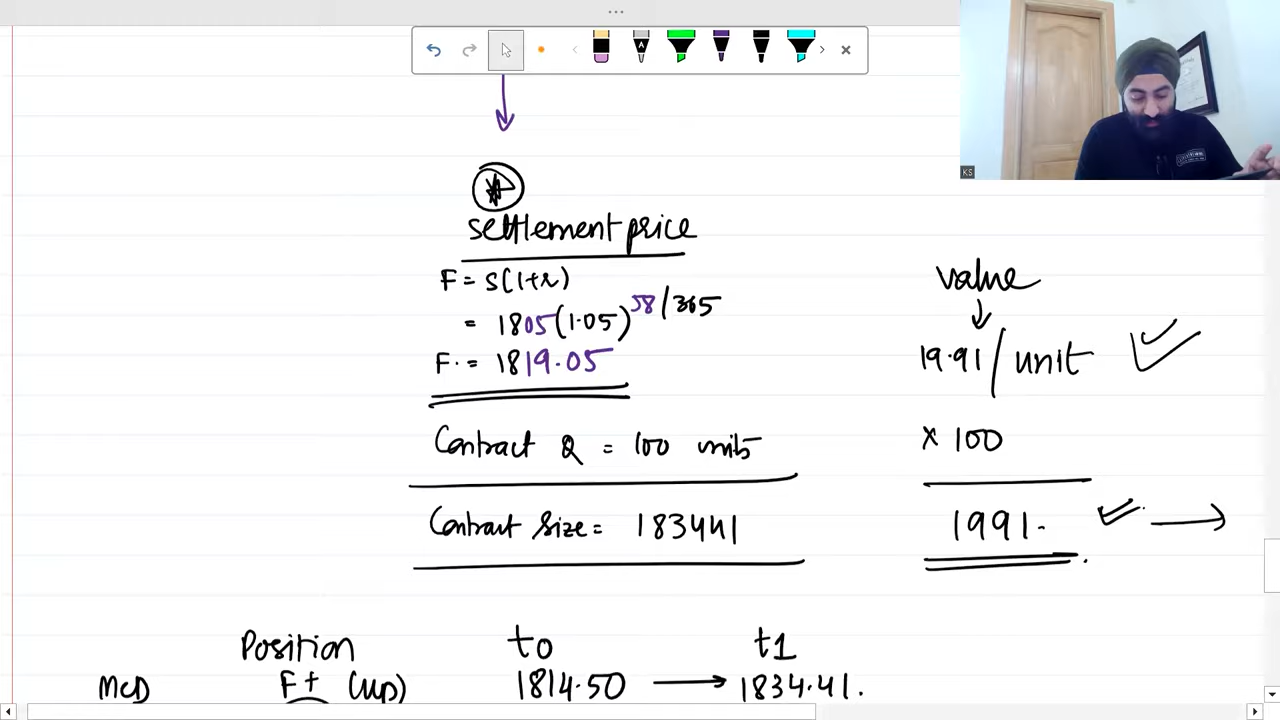 settlement price
F = S(1+r)
= 1805(1.05)^58/365
F. = 1819.05
Contract Q = 100 units
Contract Size = 183441
value
19.91/unit
x 100
1991.
Position t0 t1
MCD F+ (up) 1814.50 → 1834.41.
KS